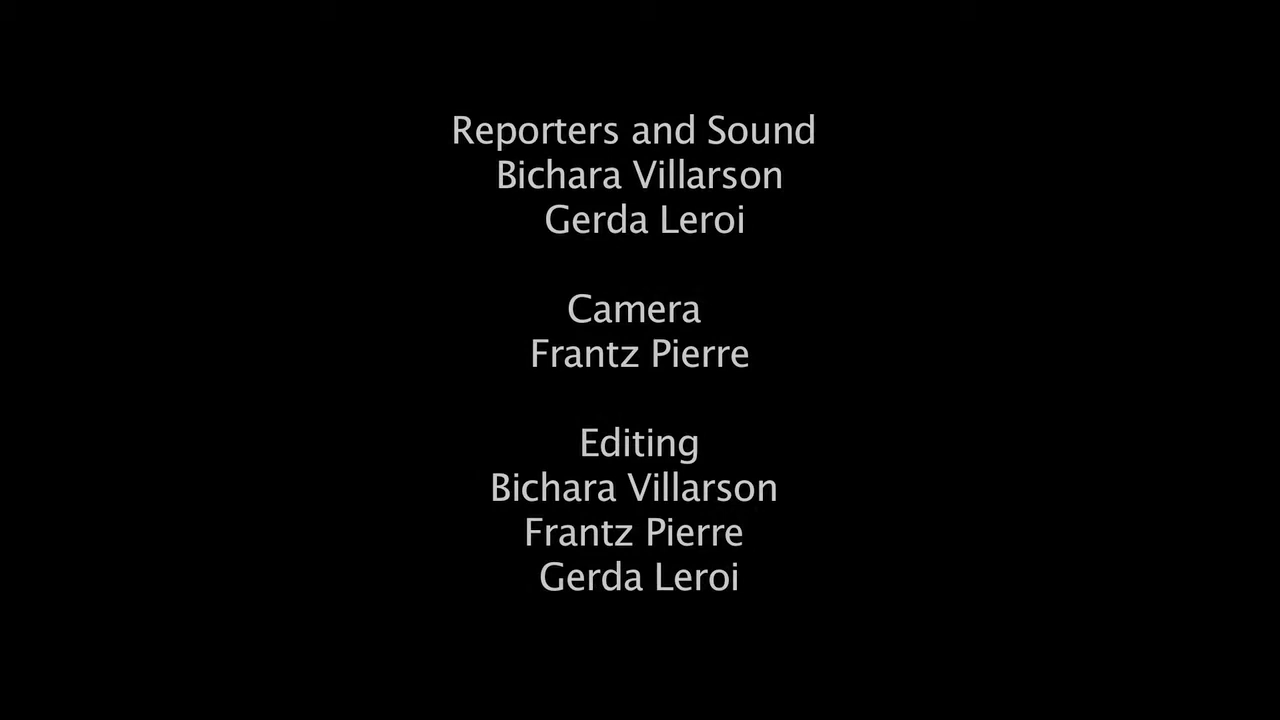 Reporters and Sound
Bichara Villarson
Gerda Leroi
Camera
Frantz Pierre
Editing
Bichara Villarson
Frantz Pierre
Gerda Leroi